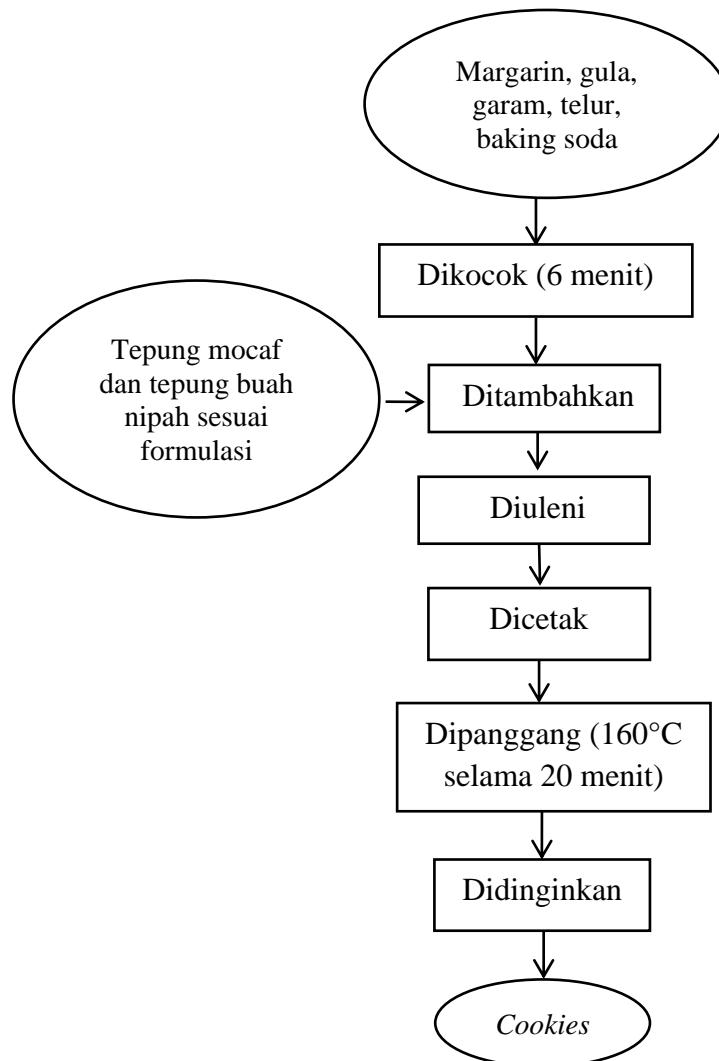 Margarin, gula,
garam, telur,
baking soda
Dikocok (6 menit)
Tepung mocaf
dan tepung buah
nipah sesuai
formulasi
Ditambahkan
Diuleni
Dicetak
Dipanggang (160°C
selama 20 menit)
Didinginkan
Cookies